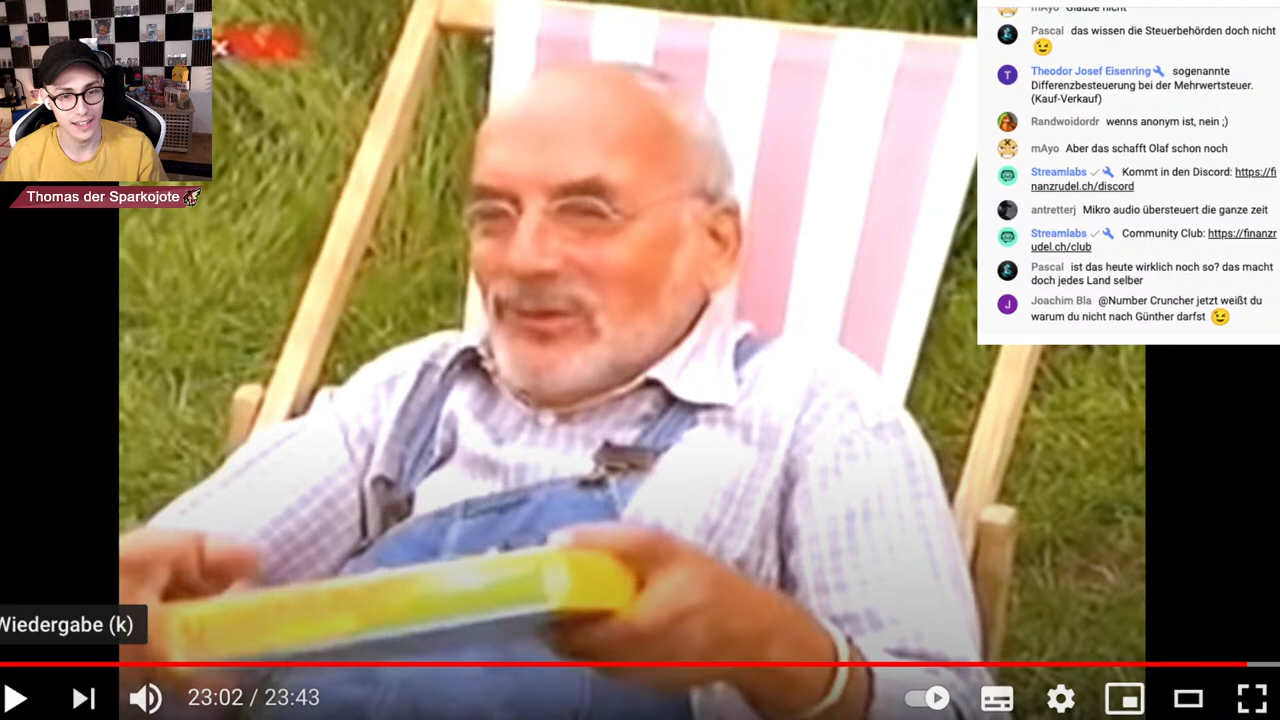 mAyo Glaube nicht
Pascal das wissen die Steuerbehörden doch nicht
😉
Theodor Josef Eisenring sogenannte
Differenzbesteuerung bei der Mehrwertsteuer.
(Kauf-Verkauf)
Randwoidordr wenns anonym ist, nein ;)
mAyo Aber das schafft Olaf schon noch
Streamlabs Kommt in den Discord: https://fi
nanzrudel.ch/discord
antretterj Mikro audio übersteuert die ganze zeit
Streamlabs Community Club: https://finanzr
udel.ch/club
Pascal ist das heute wirklich noch so? das macht
doch jedes Land selber
Joachim Bla @Number Cruncher jetzt weißt du
warum du nicht nach Günther darfst 😉
Thomas der Sparkojote
Wiedergabe (k)
23:02 / 23:43